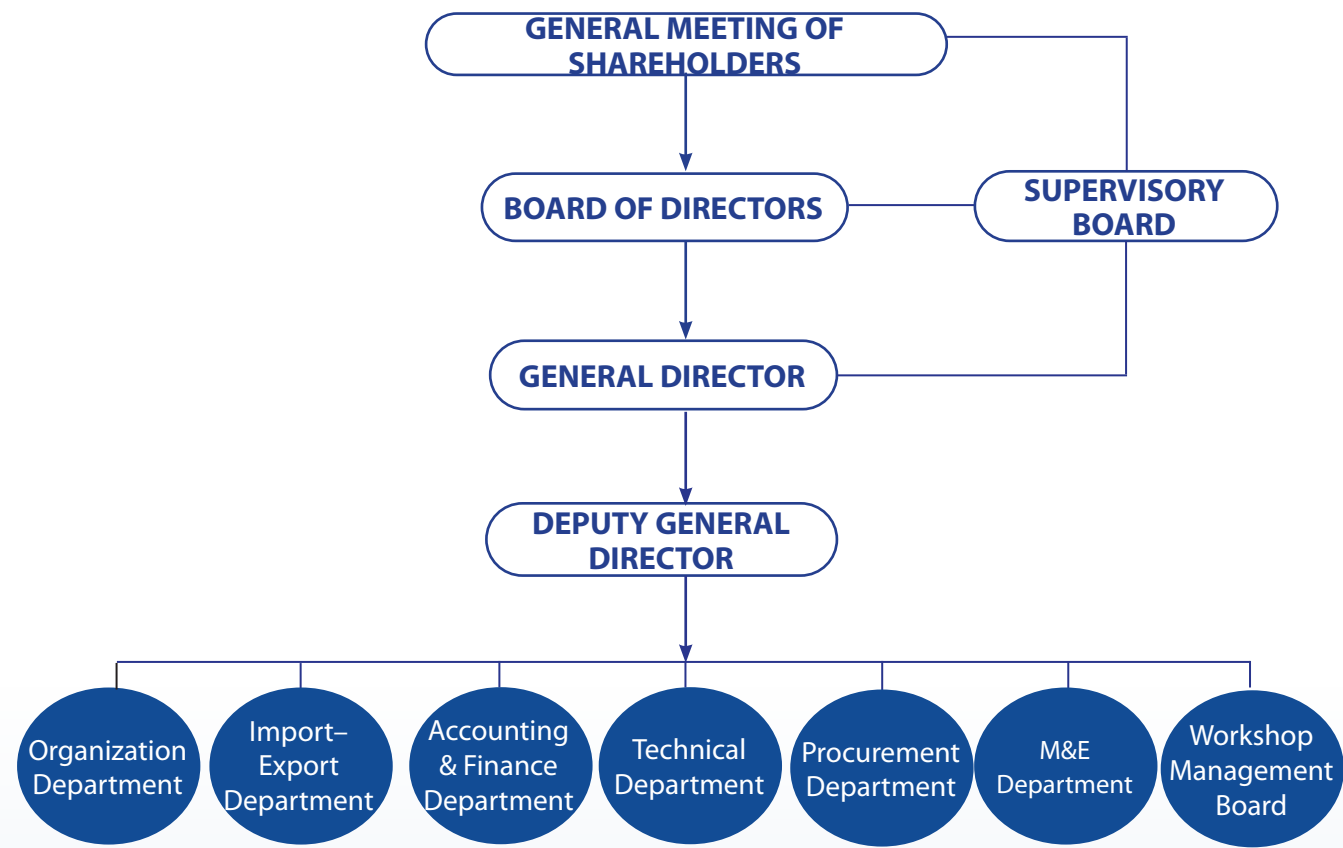 GENERAL MEETING OF
SHAREHOLDERS
BOARD OF DIRECTORS
SUPERVISORY
BOARD
GENERAL DIRECTOR
DEPUTY GENERAL
DIRECTOR
Organization
Department
Import–
Export
Department
Accounting
& Finance
Department
Technical
Department
Procurement
Department
M&E
Department
Workshop
Management
Board